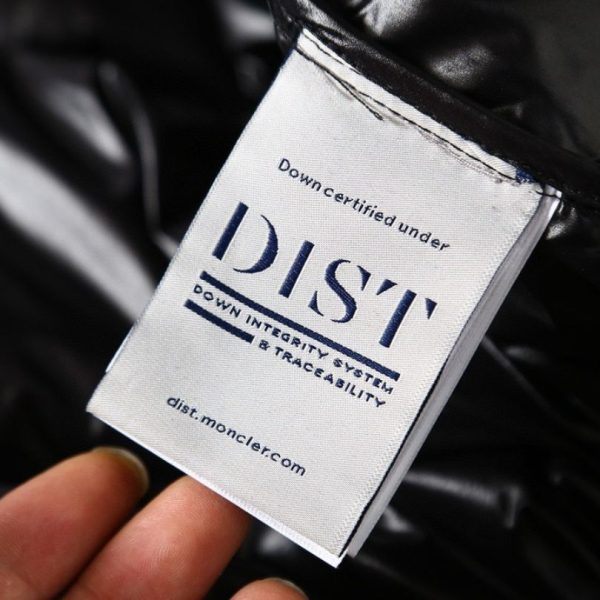 Down certified under
DIST
DOWN INTEGRITY SYSTEM
& TRACEABILITY
dist.moncler.com